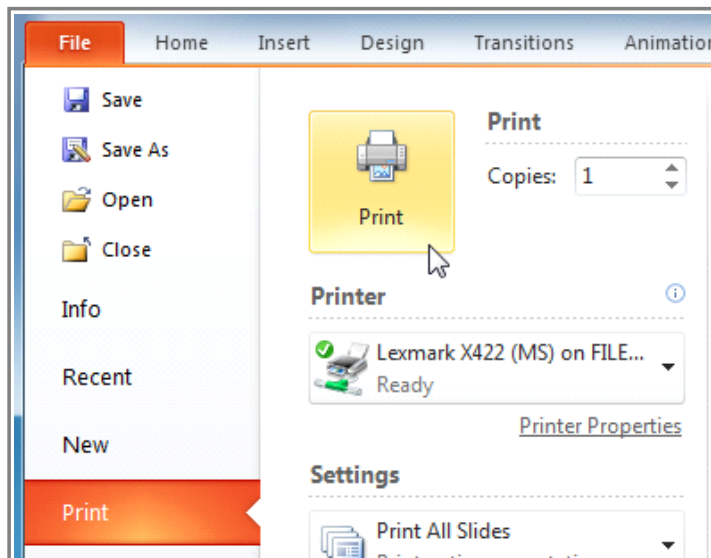 File Home Insert Design Transitions
Save
Save As
Open
Close
Info
Recent
New
Print
Print
Print
Copies: 1
Printer
Lexmark X422 (MS) on FILE...
Ready
Printer Properties
Settings
Print All Slides